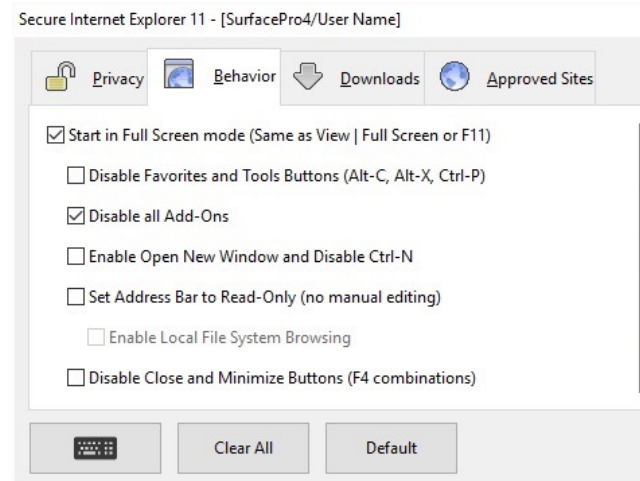 Secure Internet Explorer 11 - [SurfacePro4/User Name]
Privacy Behavior Downloads Approved Sites
Start in Full Screen mode (Same as View | Full Screen or F11)
Disable Favorites and Tools Buttons (Alt-C, Alt-X, Ctrl-P)
Disable all Add-Ons
Enable Open New Window and Disable Ctrl-N
Set Address Bar to Read-Only (no manual editing)
Enable Local File System Browsing
Disable Close and Minimize Buttons (F4 combinations)
Clear All Default